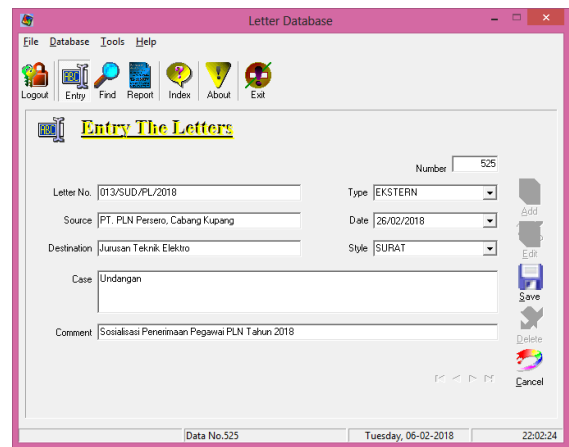 Letter Database
File Database Tools Help
Logout Entry Find Report Index About Exit
Entry The Letters
Number 525
Letter No. 013/SUD/PL/2018 Type EKSTERN
Add
Source PT. PLN Persero, Cabang Kupang Date 26/02/2018
Destination Jurusan Teknik Elektro Style SURAT
Edit
Case Undangan
Save
Comment Sosialisasi Penerimaan Pegawai PLN Tahun 2018
Delete
Cancel
Data No.525 Tuesday, 06-02-2018 22:02:24